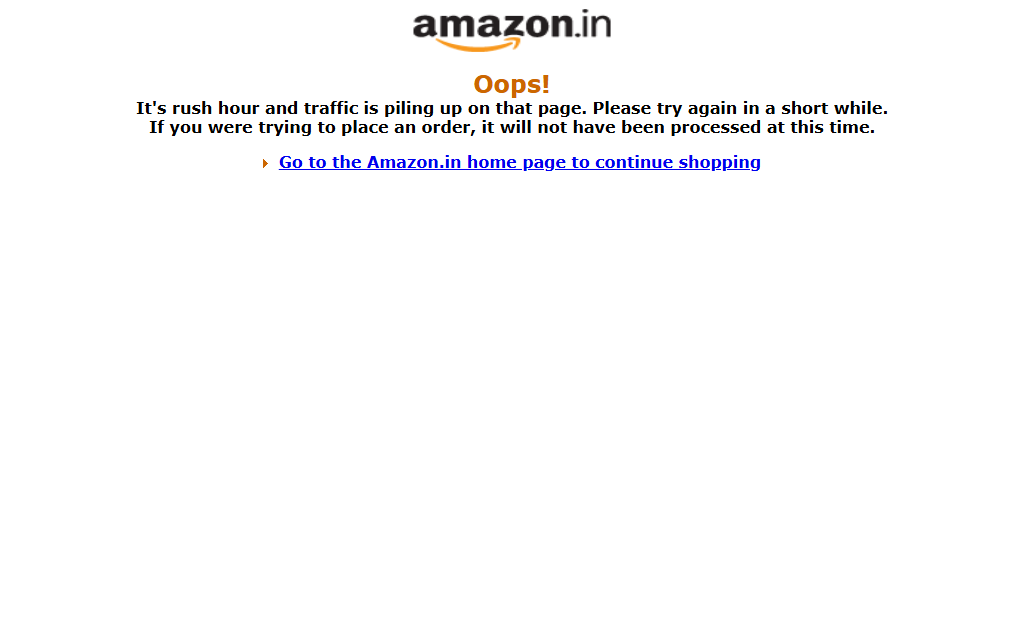 amazon.in
Oops!
It's rush hour and traffic is piling up on that page. Please try again in a short while.
If you were trying to place an order, it will not have been processed at this time.
Go to the Amazon.in home page to continue shopping